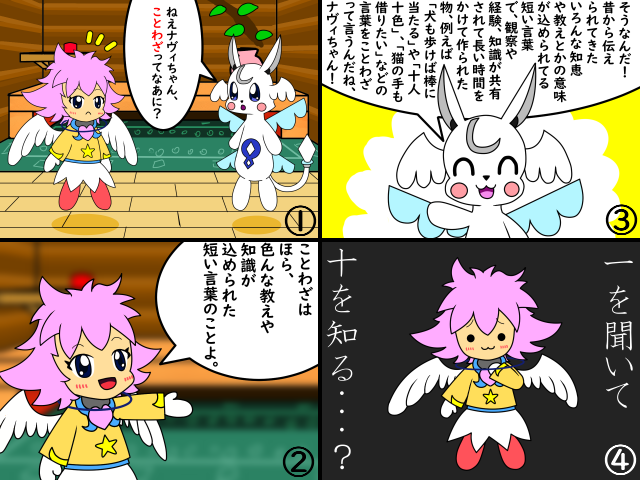 ねえナヴィちゃん、
ことわざってなあに？
①
ことわざは
ほら、
色んな教えや
知識が
込められた
短い言葉のことよ。
②
そうなんだ！
昔から伝え
られてきた
いろんな知恵
や教えとかの意味
が込められてる
短い言葉
で、観察や
経験、知識が共有
されて長い時間を
かけて作られた
物、例えば
「犬も歩けば棒に
当たる」や「十人
十色」、「猫の手も
借りたい」などの
言葉をことわざ
って言うんだね、
ナヴィちゃん！
③
一を聞いて
十を知る・・・？
④